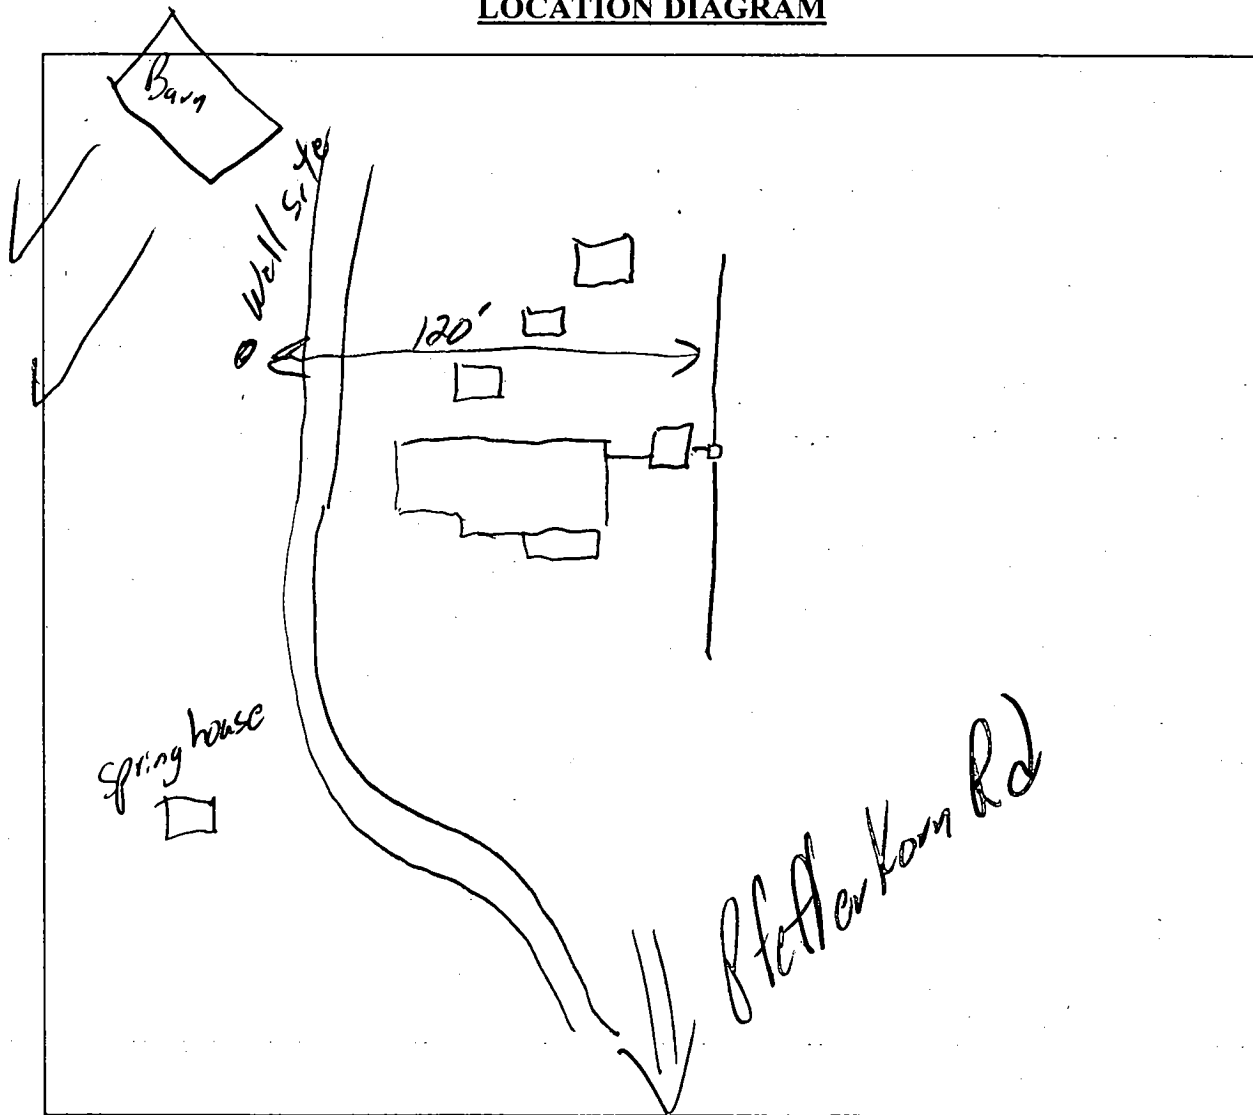 LOCATION DIAGRAM
Barn
Well site
120'
Spring house
Pfefferkorn Rd